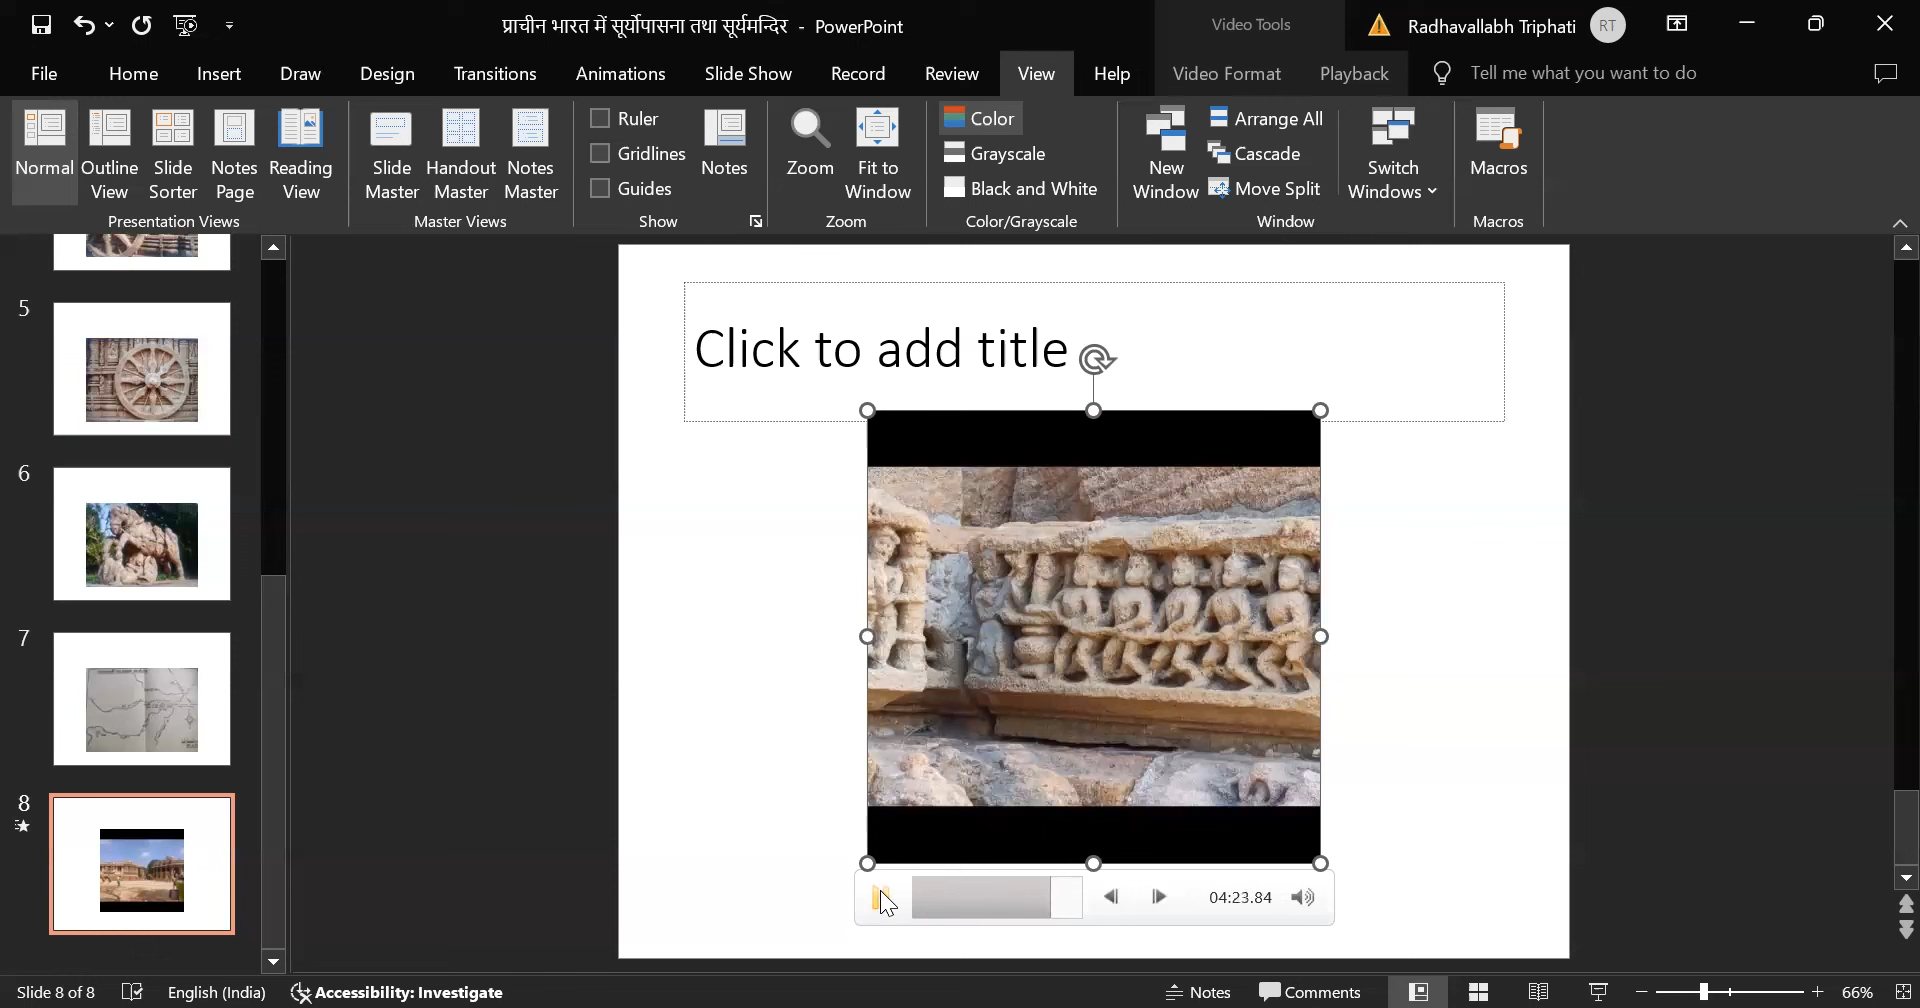 प्राचीन भारत में सूर्योपासना तथा सूर्यमन्दिर - PowerPoint
Video Tools
Radhavallabh Triphati
RT
File Home Insert Draw Design Transitions Animations Slide Show Record Review View Help Video Format Playback Tell me what you want to do
Normal
Outline View
Slide Sorter
Notes Page
Reading View
Presentation Views
Slide Master
Handout Master
Notes Master
Master Views
Ruler
Gridlines
Guides
Notes
Show
Zoom
Fit to Window
Zoom
Color
Grayscale
Black and White
Color/Grayscale
New Window
Arrange All
Cascade
Move Split
Switch Windows
Window
Macros
Macros
5
6
7
8
Click to add title
04:23.84
Slide 8 of 8 English (India) Accessibility: Investigate Notes Comments 66%